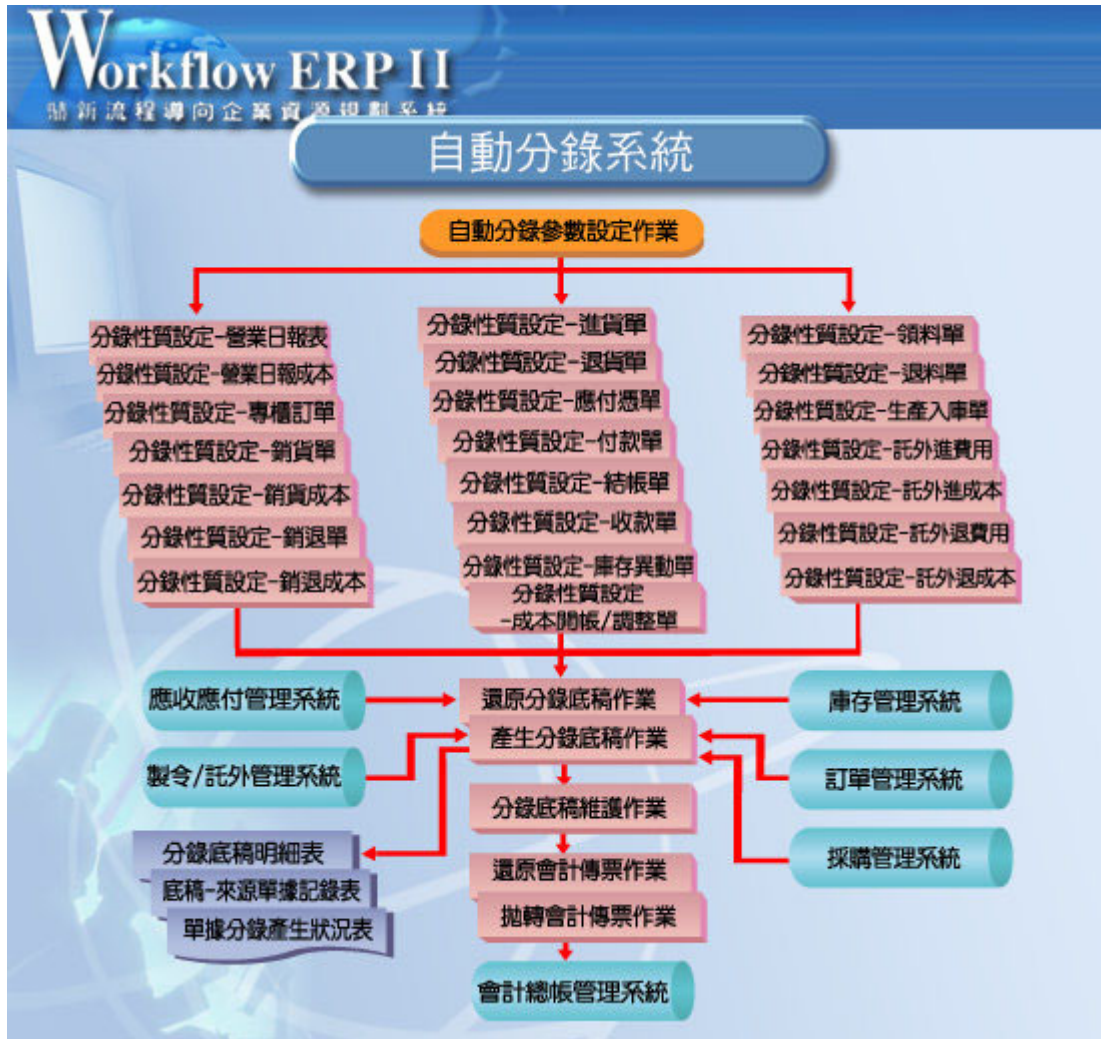 Workflow ERP II
鼎新流程導向企業資源規劃系統
自動分錄系統
自動分錄參數設定作業
分錄性質設定-營業日報表
分錄性質設定-營業日報成本
分錄性質設定-專櫃訂單
分錄性質設定-銷貨單
分錄性質設定-銷貨成本
分錄性質設定-銷退單
分錄性質設定-銷退成本
分錄性質設定-進貨單
分錄性質設定-退貨單
分錄性質設定-應付憑單
分錄性質設定-付款單
分錄性質設定-結帳單
分錄性質設定-收款單
分錄性質設定-庫存異動單
分錄性質設定
-成本開帳/調整單
分錄性質設定-領料單
分錄性質設定-退料單
分錄性質設定-生產入庫單
分錄性質設定-託外進費用
分錄性質設定-託外進成本
分錄性質設定-託外退費用
分錄性質設定-託外退成本
應收應付管理系統
還原分錄底稿作業
庫存管理系統
產生分錄底稿作業
製令/託外管理系統
訂單管理系統
分錄底稿維護作業
分錄底稿明細表
採購管理系統
還原會計傳票作業
底稿-來源單據記錄表
拋轉會計傳票作業
單據分錄產生狀況表
會計總帳管理系統